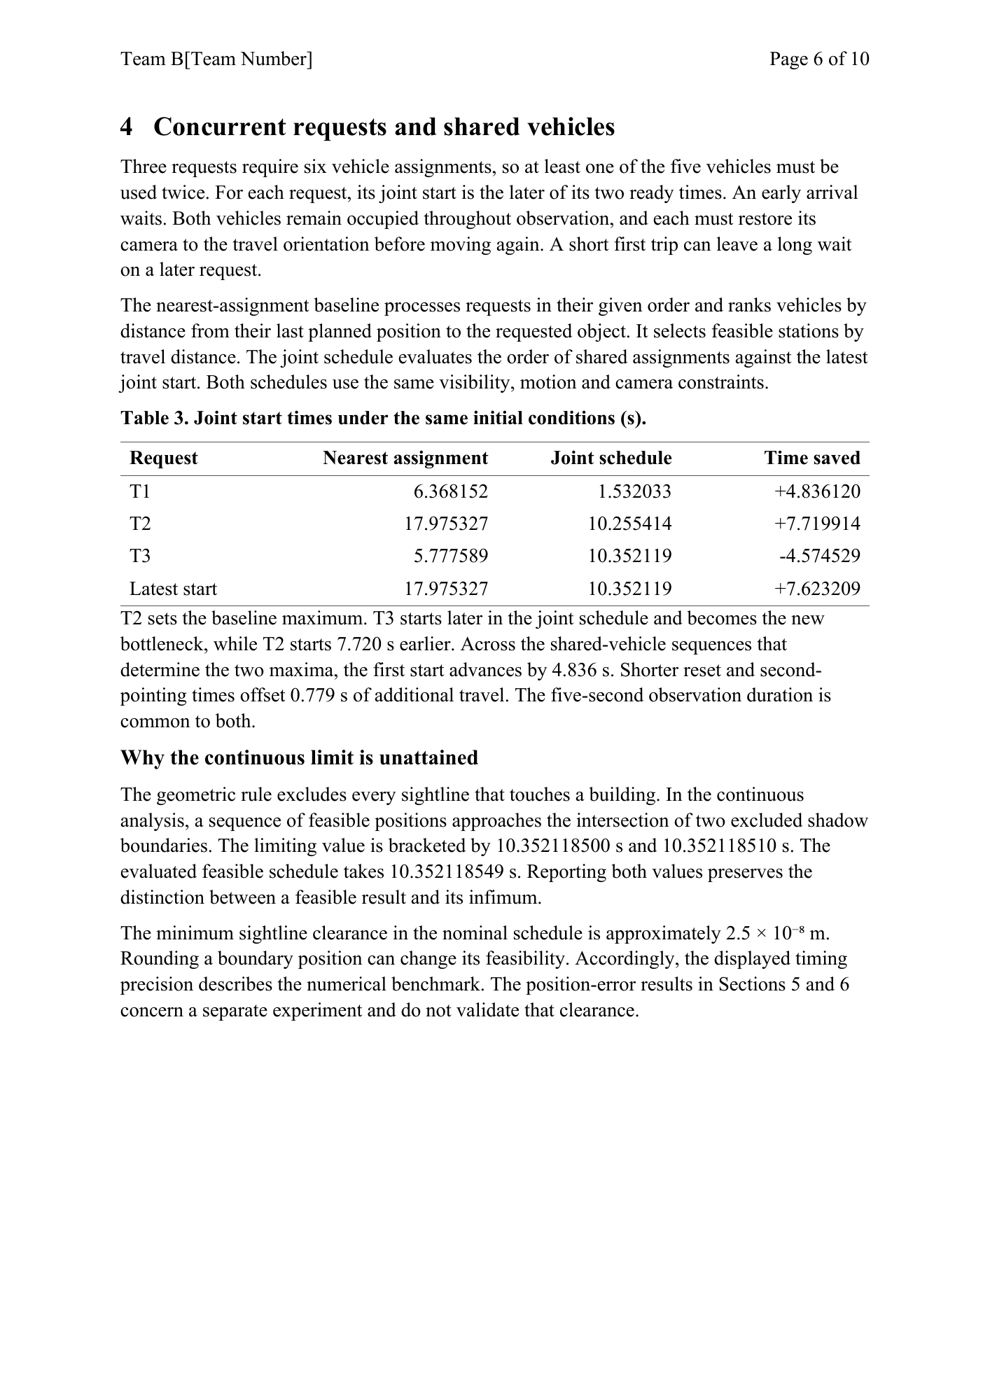 Team B[Team Number] Page 6 of 10
4 Concurrent requests and shared vehicles
Three requests require six vehicle assignments, so at least one of the five vehicles must be
used twice. For each request, its joint start is the later of its two ready times. An early arrival
waits. Both vehicles remain occupied throughout observation, and each must restore its
camera to the travel orientation before moving again. A short first trip can leave a long wait
on a later request.
The nearest-assignment baseline processes requests in their given order and ranks vehicles by
distance from their last planned position to the requested object. It selects feasible stations by
travel distance. The joint schedule evaluates the order of shared assignments against the latest
joint start. Both schedules use the same visibility, motion and camera constraints.
Table 3. Joint start times under the same initial conditions (s).
Request Nearest assignment Joint schedule Time saved
T1 6.368152 1.532033 +4.836120
T2 17.975327 10.255414 +7.719914
T3 5.777589 10.352119 -4.574529
Latest start 17.975327 10.352119 +7.623209
T2 sets the baseline maximum. T3 starts later in the joint schedule and becomes the new
bottleneck, while T2 starts 7.720 s earlier. Across the shared-vehicle sequences that
determine the two maxima, the first start advances by 4.836 s. Shorter reset and second-
pointing times offset 0.779 s of additional travel. The five-second observation duration is
common to both.
Why the continuous limit is unattained
The geometric rule excludes every sightline that touches a building. In the continuous
analysis, a sequence of feasible positions approaches the intersection of two excluded shadow
boundaries. The limiting value is bracketed by 10.352118500 s and 10.352118510 s. The
evaluated feasible schedule takes 10.352118549 s. Reporting both values preserves the
distinction between a feasible result and its infimum.
The minimum sightline clearance in the nominal schedule is approximately 2.5 × 10⁻⁸ m.
Rounding a boundary position can change its feasibility. Accordingly, the displayed timing
precision describes the numerical benchmark. The position-error results in Sections 5 and 6
concern a separate experiment and do not validate that clearance.